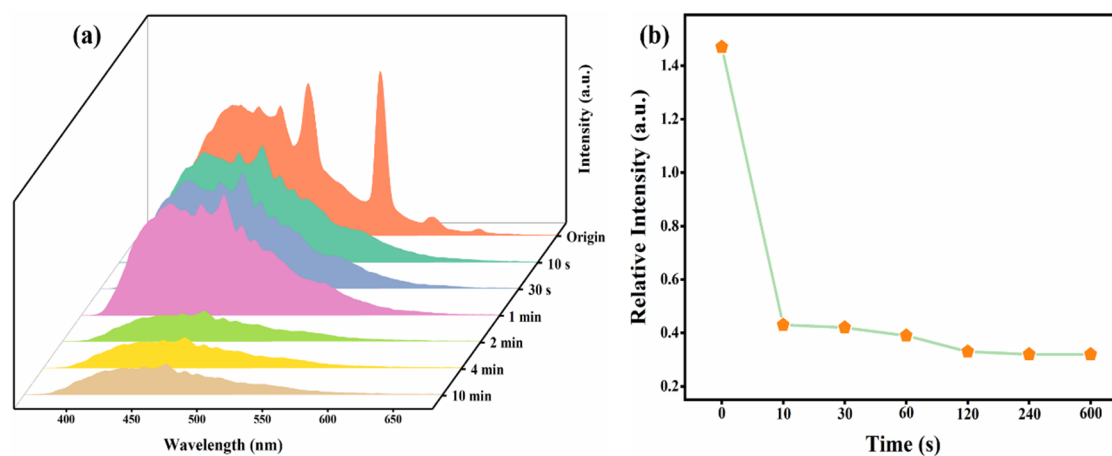 (a)
Intensity (a.u.)
Origin
10 s
30 s
1 min
2 min
4 min
10 min
400 450 500 550 600 650
Wavelength (nm)
(b)
Relative Intensity (a.u.)
1.4
1.2
1.0
0.8
0.6
0.4
0.2
0 10 30 60 120 240 600
Time (s)